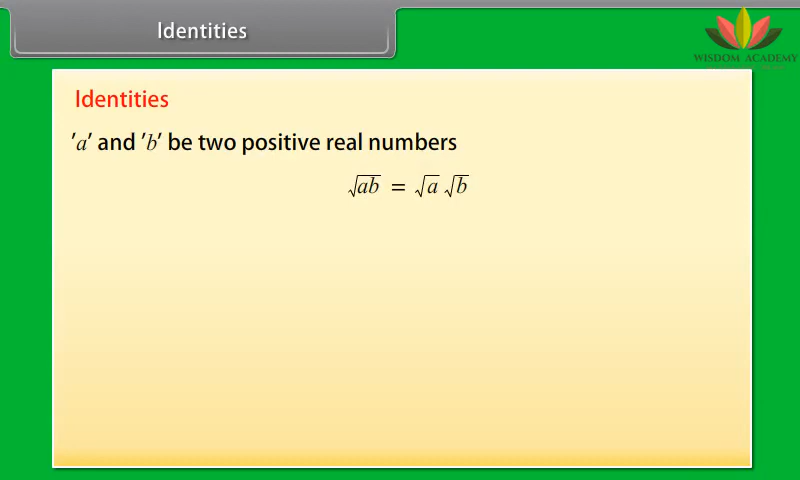 Identities
WISDOM ACADEMY
Identities
'a' and 'b' be two positive real numbers
√ab = √a √b